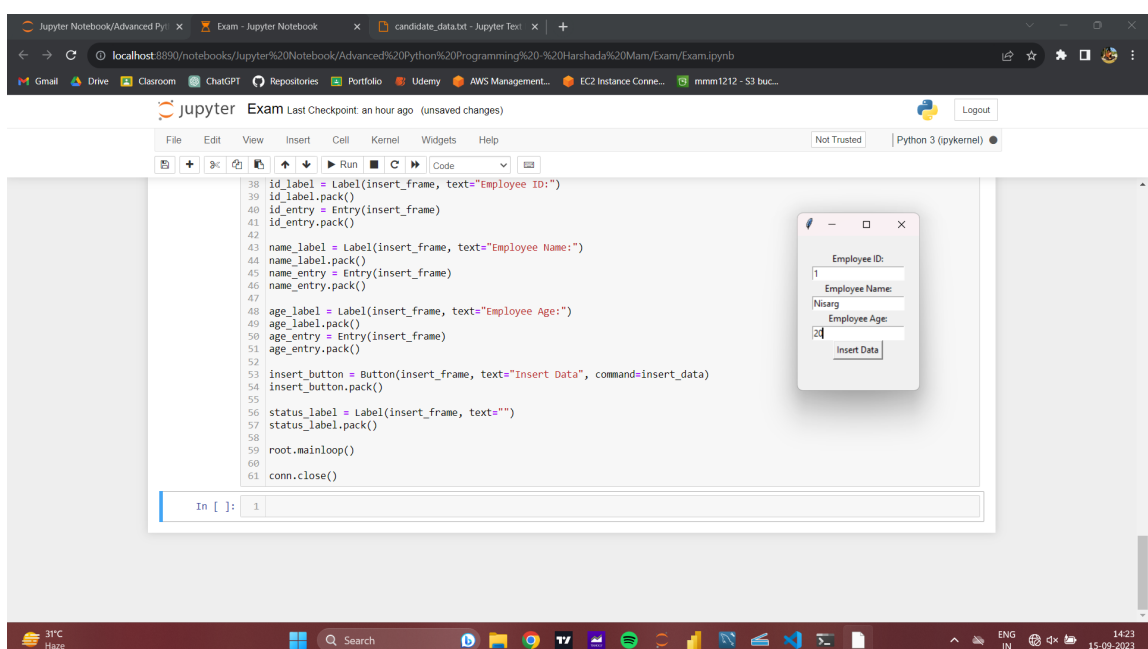 Jupyter Notebook/Advanced Pyt
Exam - Jupyter Notebook
candidate_data.txt - Jupyter Text
localhost:8890/notebooks/Jupyter%20Notebook/Advanced%20Python%20Programming%20-%20Harshada%20Mam/Exam/Exam.ipynb
Gmail Drive Clasroom ChatGPT Repositories Portfolio Udemy AWS Management... EC2 Instance Conne... mnm1212 - S3 buc...
jupyter Exam Last Checkpoint: an hour ago (unsaved changes)
Logout
File Edit View Insert Cell Kernel Widgets Help
Not Trusted
Python 3 (ipykernel)
Run
Code
38 id_label = Label(insert_frame, text="Employee ID:")
39 id_label.pack()
40 id_entry = Entry(insert_frame)
41 id_entry.pack()
42
43 name_label = Label(insert_frame, text="Employee Name:")
44 name_label.pack()
45 name_entry = Entry(insert_frame)
46 name_entry.pack()
47
48 age_label = Label(insert_frame, text="Employee Age:")
49 age_label.pack()
50 age_entry = Entry(insert_frame)
51 age_entry.pack()
52
53 insert_button = Button(insert_frame, text="Insert Data", command=insert_data)
54 insert_button.pack()
55
56 status_label = Label(insert_frame, text="")
57 status_label.pack()
58
59 root.mainloop()
60
61 conn.close()
Employee ID:
1
Employee Name:
Nisarg
Employee Age:
20
Insert Data
In [ ]: 1
31°C
Haze
Search
ENG
IN
14:23
15-09-2023